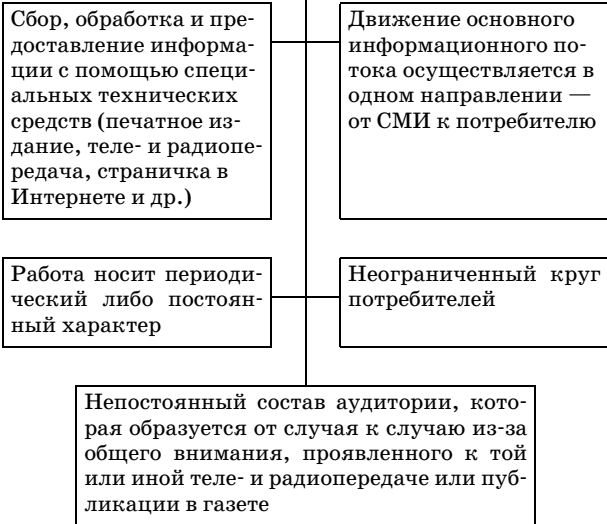 Сбор, обработка и пре-
доставление информа-
ции с помощью специ-
альных технических
средств (печатное из-
дание, теле- и радиопе-
редача, страничка в
Интернете и др.)
Движение основного
информационного по-
тока осуществляется в
одном направлении —
от СМИ к потребителю
Работа носит периоди-
ческий либо постоян-
ный характер
Неограниченный круг
потребителей
Непостоянный состав аудитории, кото-
рая образуется от случая к случаю из-за
общего внимания, проявленного к той
или иной теле- и радиопередаче или пуб-
ликации в газете